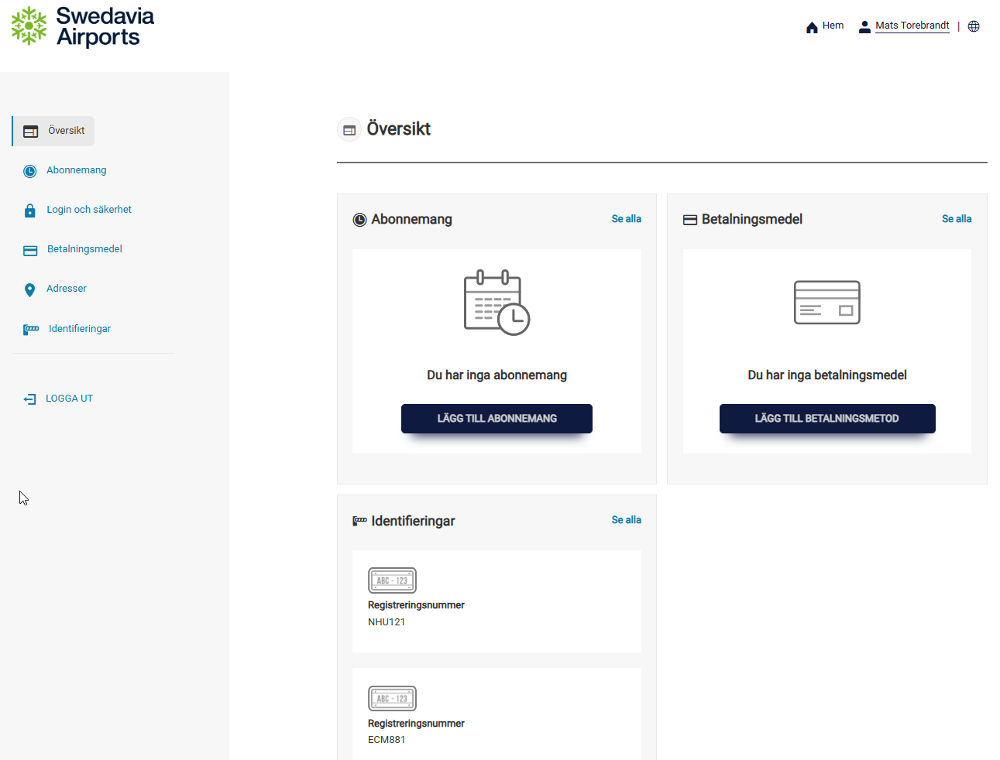 Swedavia
Airports
Hem
Mats Torebrandt
|
Översikt
Abonnemang
Login och säkerhet
Betalningsmedel
Adresser
Identifieringar
LOGGA UT
Översikt
Abonnemang
Se alla
Du har inga abonnemang
LÄGG TILL ABONNEMANG
Betalningsmedel
Se alla
Du har inga betalningsmedel
LÄGG TILL BETALNINGSMETOD
Identifieringar
Se alla
ABC - 123
Registreringsnummer
NHU121
ABC - 123
Registreringsnummer
ECM881